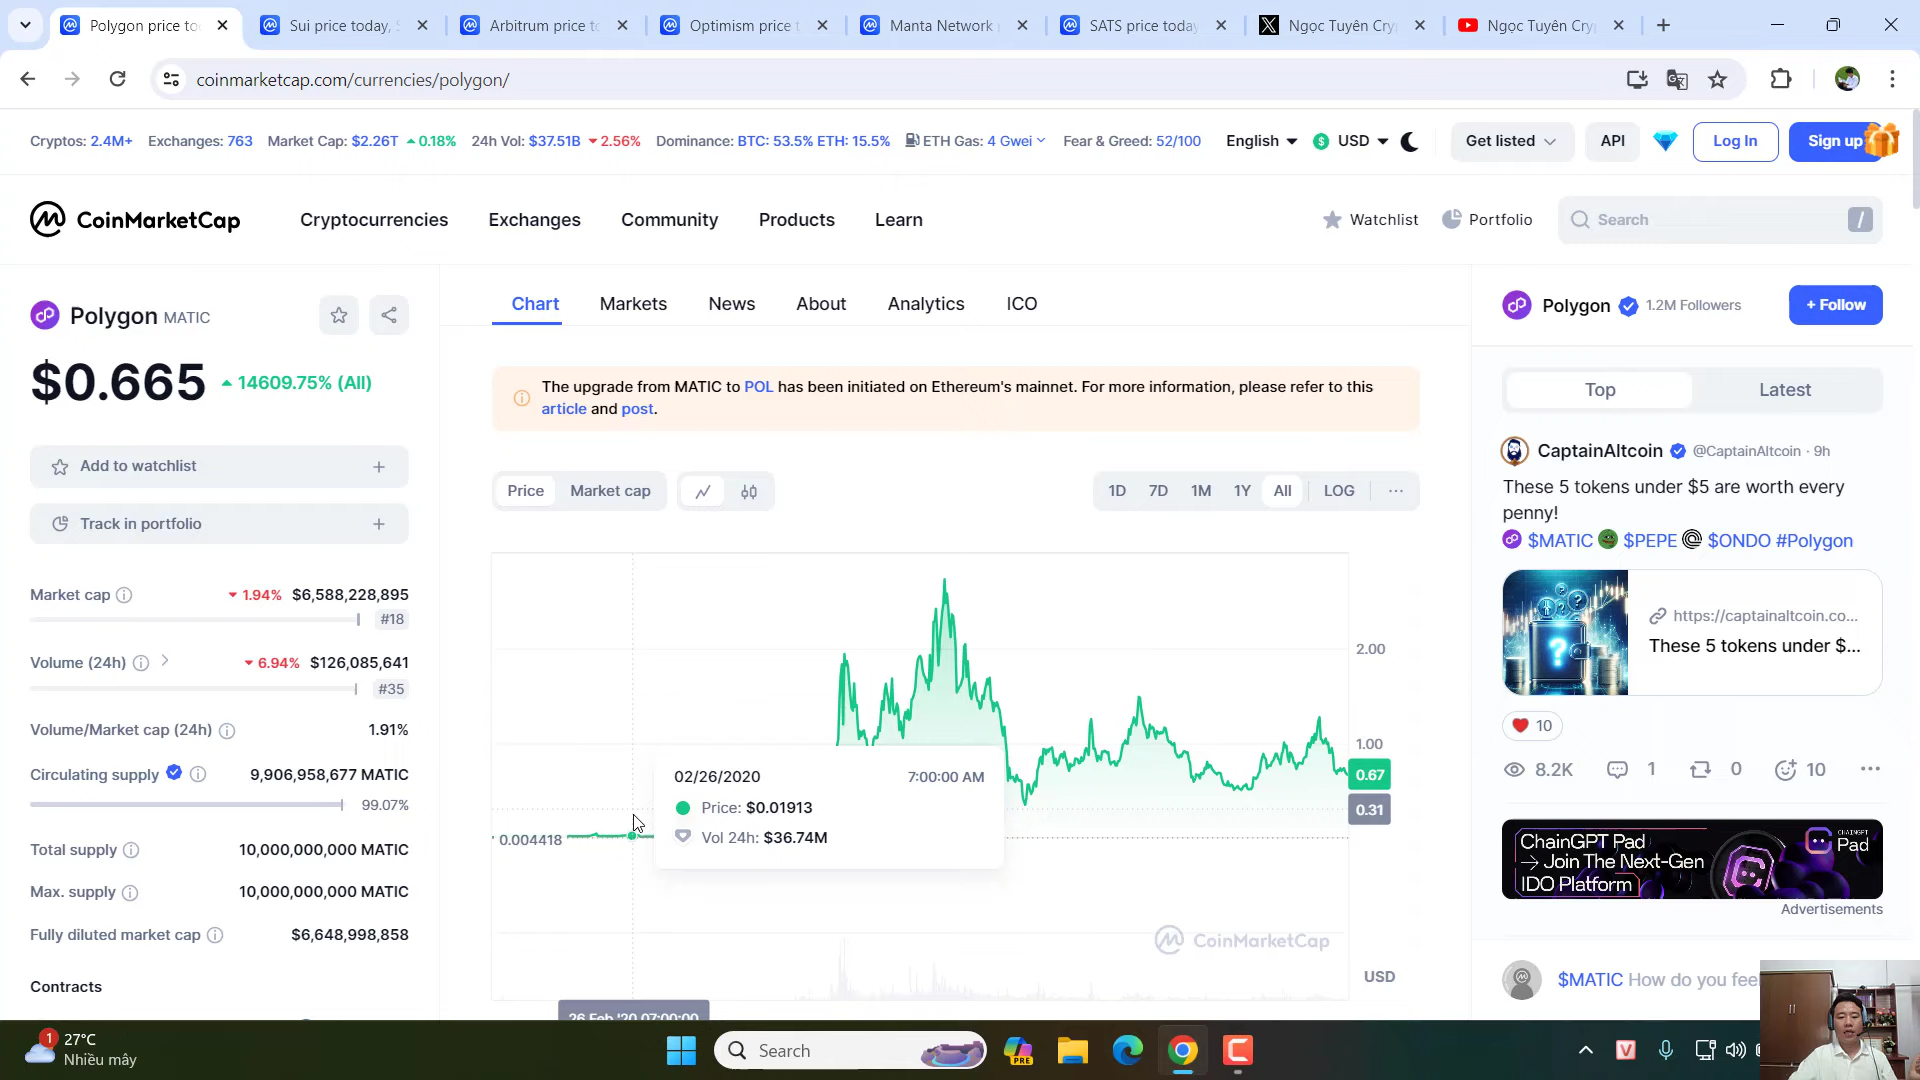 Polygon price to
Sui price today, S
Arbitrum price to
Optimism price t
Manta Network
SATS price today
Ngọc Tuyên Cry
Ngọc Tuyên Cry
coinmarketcap.com/currencies/polygon/
Cryptos: 2.4M+ Exchanges: 763 Market Cap: $2.26T 0.18% 24h Vol: $37.51B 2.56% Dominance: BTC: 53.5% ETH: 15.5% ETH Gas: 4 Gwei Fear & Greed: 52/100 English USD Get listed API Log In Sign up
CoinMarketCap Cryptocurrencies Exchanges Community Products Learn Watchlist Portfolio Search /
Polygon MATIC
$0.665 14609.75% (All)
Add to watchlist +
Track in portfolio +
Market cap 1.94% $6,588,228,895
#18
Volume (24h) 6.94% $126,085,641
#35
Volume/Market cap (24h) 1.91%
Circulating supply 9,906,958,677 MATIC
99.07%
Total supply 10,000,000,000 MATIC
Max. supply 10,000,000,000 MATIC
Fully diluted market cap $6,648,998,858
Contracts
Chart Markets News About Analytics ICO
The upgrade from MATIC to POL has been initiated on Ethereum's mainnet. For more information, please refer to this
article and post.
Price Market cap 1D 7D 1M 1Y All LOG ...
2.00
1.00
0.67
0.31
0.004418
02/26/2020 7:00:00 AM
Price: $0.01913
Vol 24h: $36.74M
CoinMarketCap
USD
26 Feb '20 07:00:00
Polygon 1.2M Followers + Follow
Top Latest
CaptainAltcoin @CaptainAltcoin · 9h
These 5 tokens under $5 are worth every
penny!
$MATIC $PEPE $ONDO #Polygon
https://captainaltcoin.co...
These 5 tokens under $...
10
8.2K 1 0 10 ...
ChainGPT Pad
→ Join The Next-Gen
IDO Platform
CHAINGPT
Pad
Advertisements
$MATIC How do you fee
1 27°C
Nhiều mây
Search
PRE
V